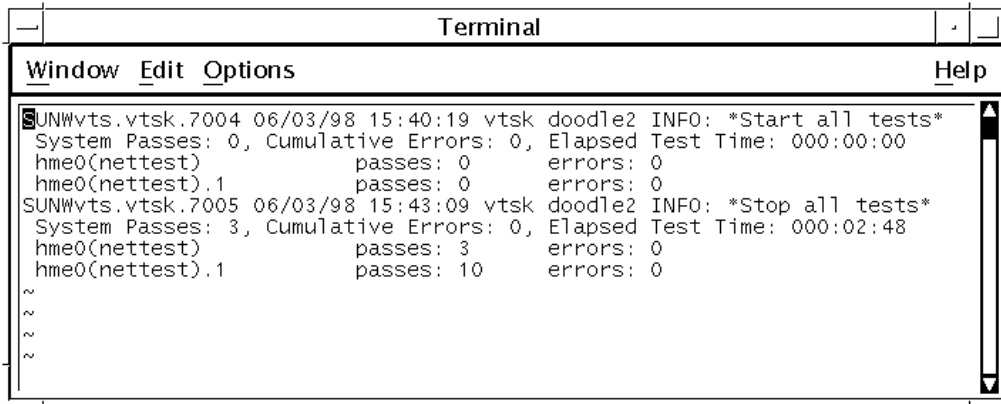 Terminal
Window Edit Options Help
SUNWvts.vtsk.7004 06/03/98 15:40:19 vtsk doodle2 INFO: *Start all tests*
System Passes: 0, Cumulative Errors: 0, Elapsed Test Time: 000:00:00
hme0(nettest) passes: 0 errors: 0
hme0(nettest).1 passes: 0 errors: 0
SUNWvts.vtsk.7005 06/03/98 15:43:09 vtsk doodle2 INFO: *Stop all tests*
System Passes: 3, Cumulative Errors: 0, Elapsed Test Time: 000:02:48
hme0(nettest) passes: 3 errors: 0
hme0(nettest).1 passes: 10 errors: 0
~
~
~
~